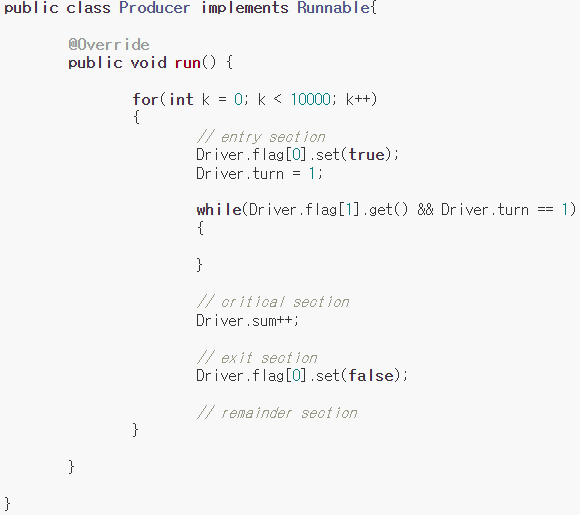 public class Producer implements Runnable{
@Override
public void run() {
for(int k = 0; k < 10000; k++)
{
// entry section
Driver.flag[0].set(true);
Driver.turn = 1;
while(Driver.flag[1].get() && Driver.turn == 1)
{
}
// critical section
Driver.sum++;
// exit section
Driver.flag[0].set(false);
// remainder section
}
}
}